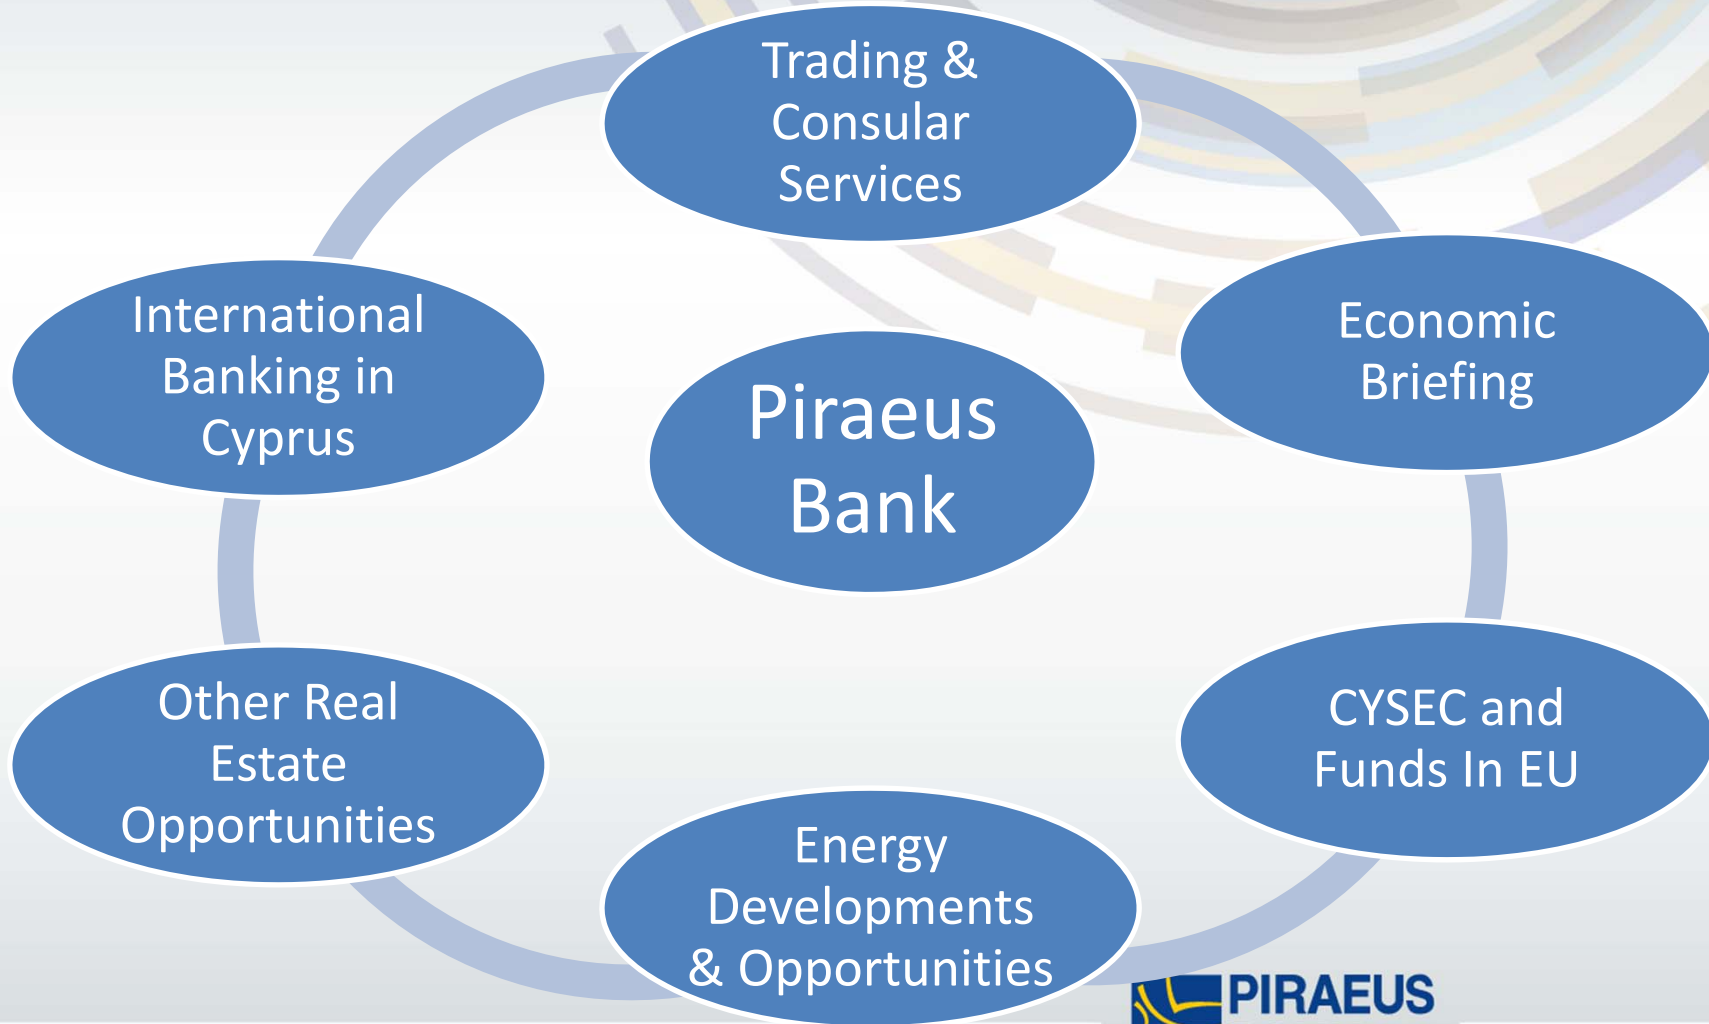 Trading &
Consular
Services
Economic
Briefing
CYSEC and
Funds In EU
Energy
Developments
& Opportunities
Other Real
Estate
Opportunities
International
Banking in
Cyprus
Piraeus
Bank
PIRAEUS